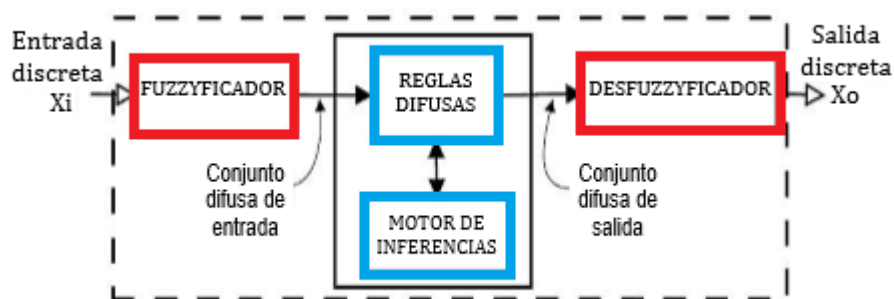 Entrada
discreta
Xi
FUZZYFICADOR
REGLAS
DIFUSAS
DESFUZZYFICADOR
Salida
discreta
Xo
Conjunto
difusa de
entrada
MOTOR DE
INFERENCIAS
Conjunto
difusa de
salida